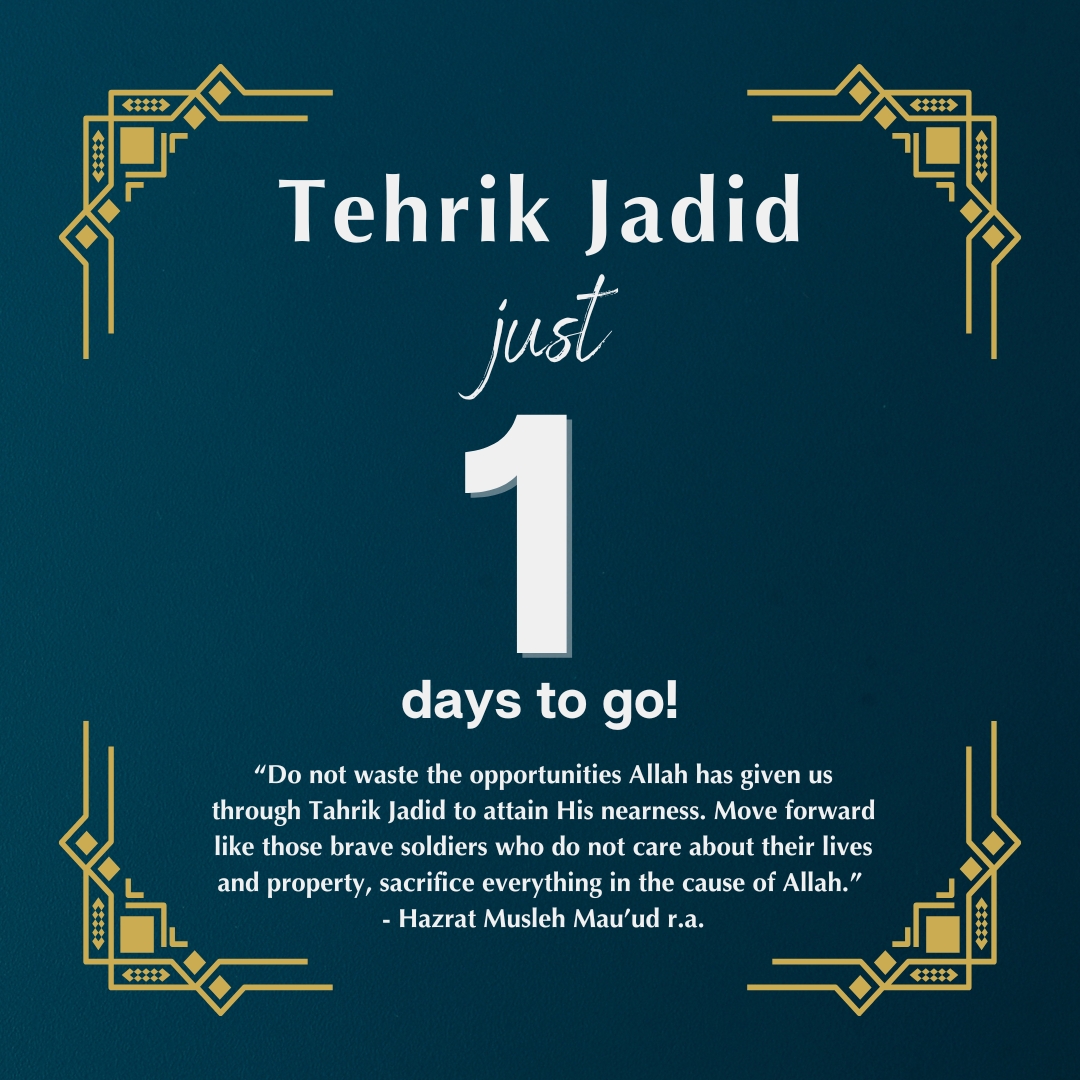 Tehrik Jadid
just
1
days to go!
“Do not waste the opportunities Allah has given us
through Tahrik Jadid to attain His nearness. Move forward
like those brave soldiers who do not care about their lives
and property, sacrifice everything in the cause of Allah.”
- Hazrat Musleh Mau’ud r.a.